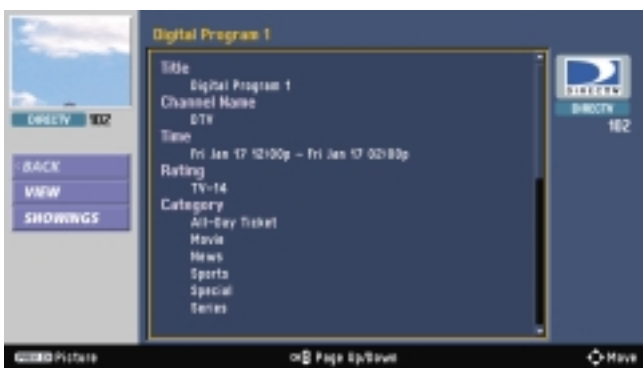 Digital Program 1
DIRECTV 102
BACK
VIEW
SHOWINGS
Title
Digital Program 1
Channel Name
DTV
Time
Fri Jan 17 12:00p - Fri Jan 17 02:00p
Rating
TV-14
Category
All-Day Ticket
Movie
News
Sports
Special
Series
DIRECTV
DIRECTV
102
Picture
Page Up/Down
Move